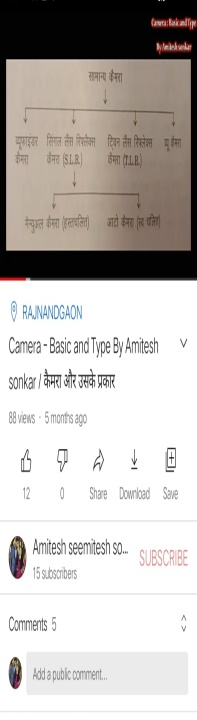 Camera : Basic and Type
By Amitesh sonkar
सामान्य कैमरा
व्यूफाइंडर सिंगल लैंस रिफ्लैक्स ट्विन लैंस रिफ्लेक्स व्यू कैमरा
कैमरा कैमरा (S.L.R.) कैमरा (T.L.R.)
मैन्युअल कैमरा (हस्तचलित) आटो कैमरा (स्व चलित)
RAJNANDGAON
Camera - Basic and Type By Amitesh
sonkar / कैमरा और उसके प्रकार
88 views · 5 months ago
12 0 Share Download Save
Amitesh seemitesh so...
SUBSCRIBE
15 subscribers
Comments 5
Add a public comment...